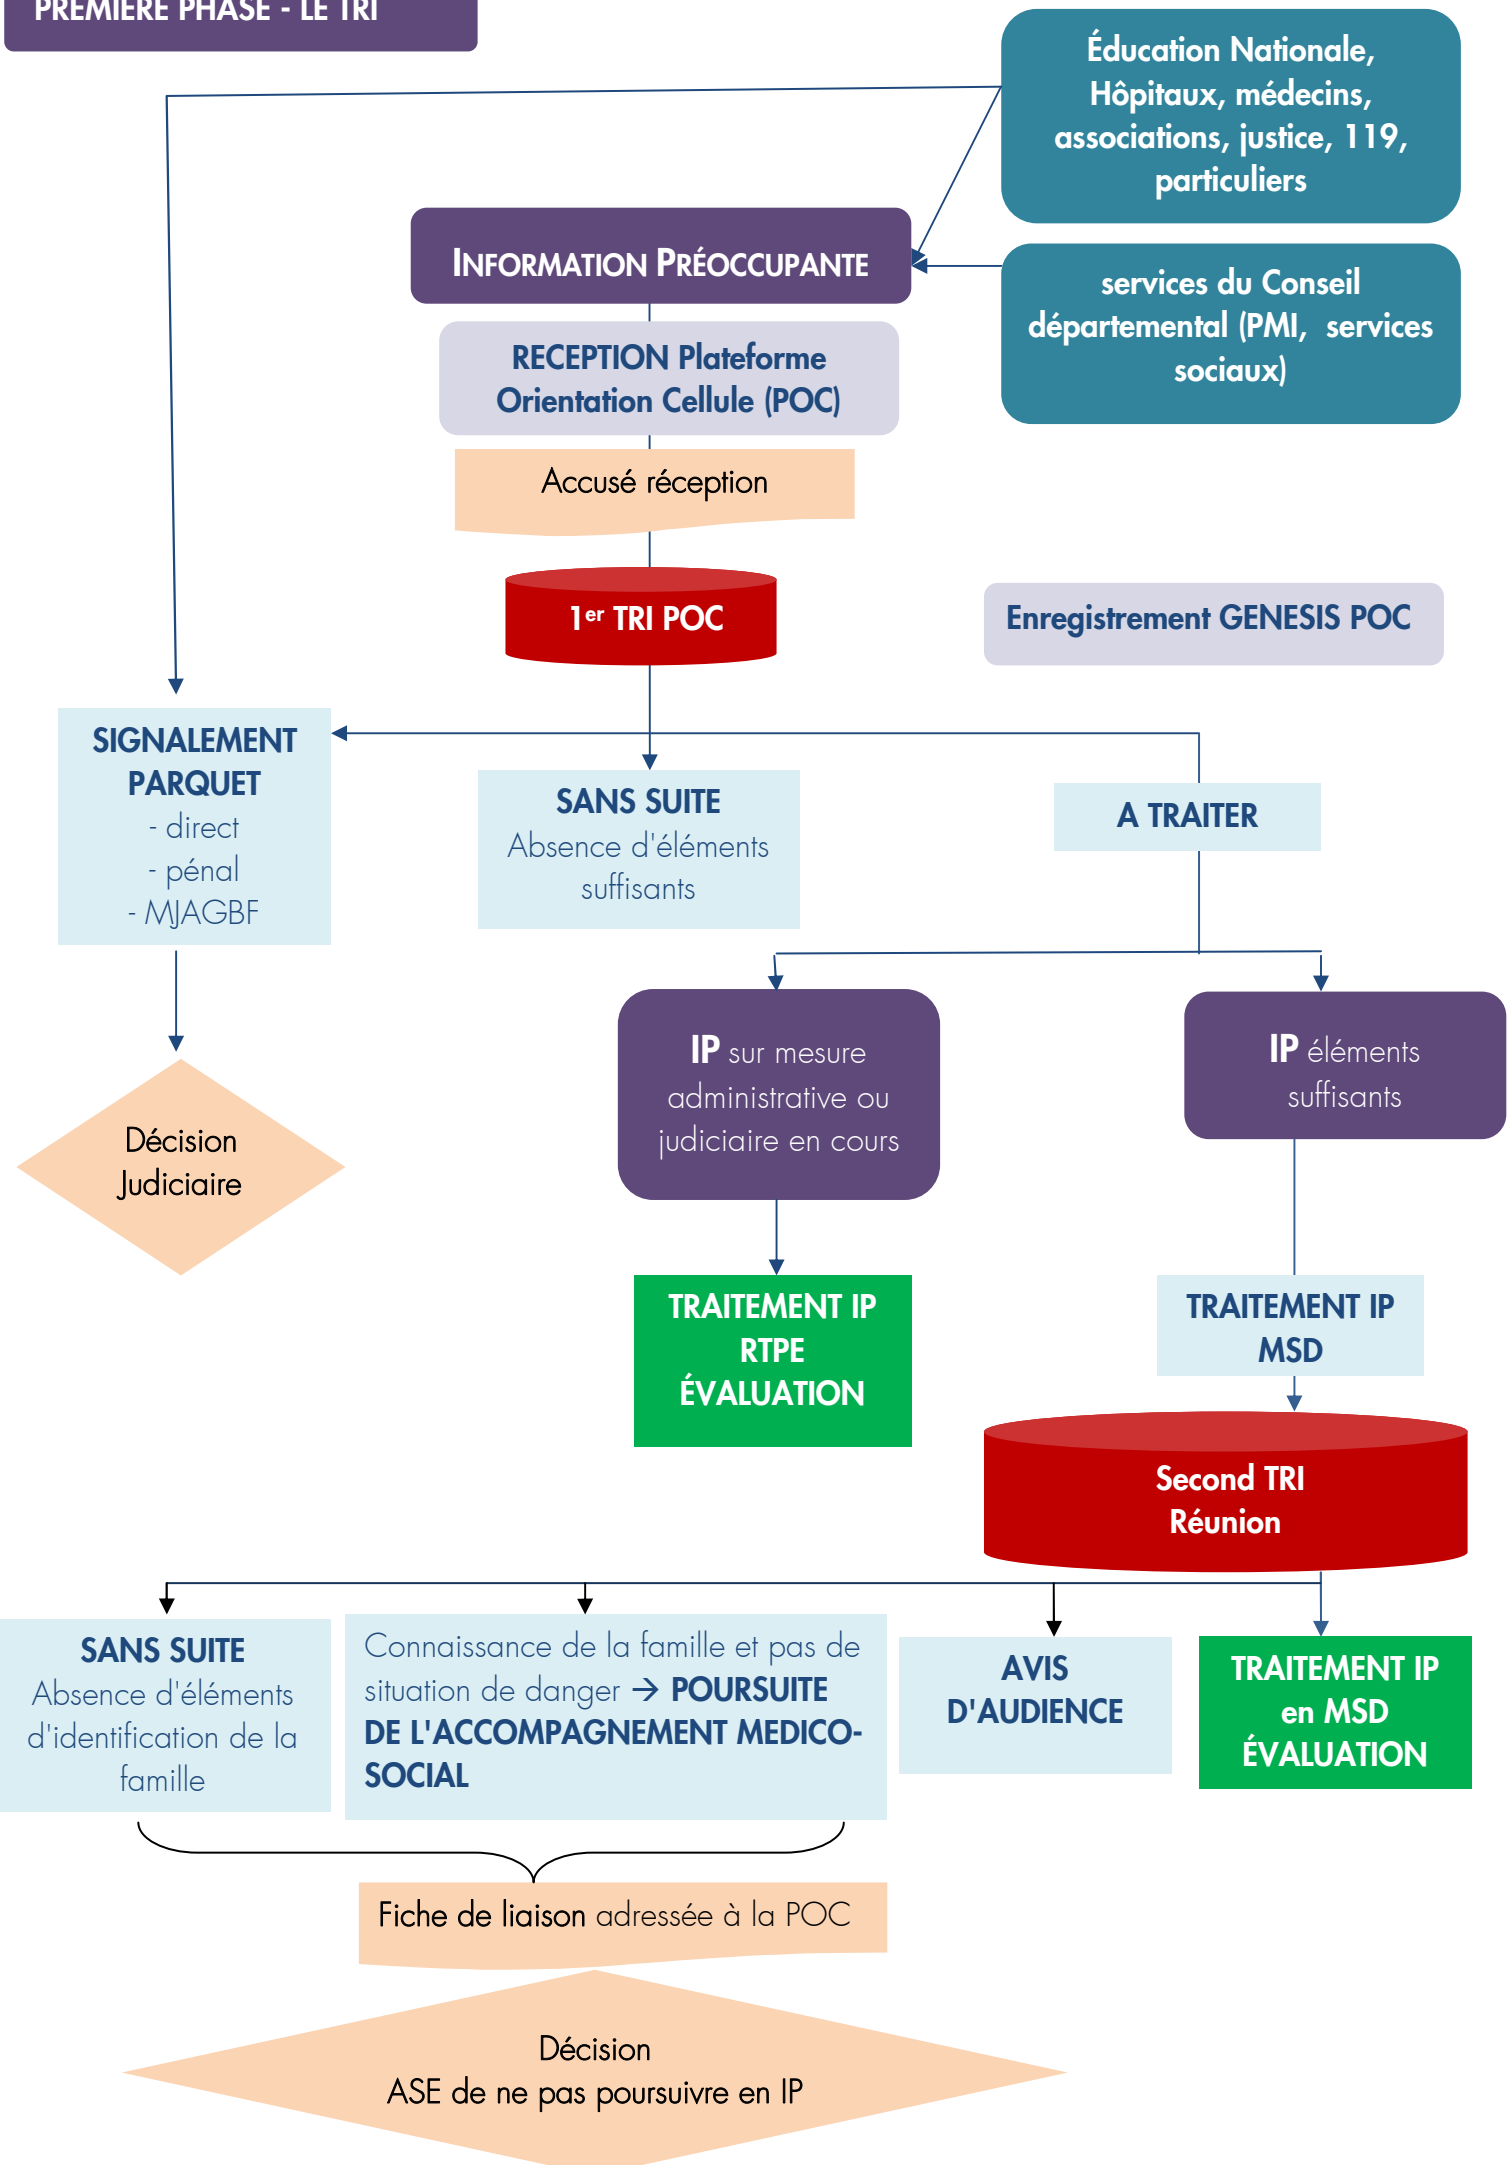 PREMIERE PHASE - LE TRI
Éducation Nationale,
Hôpitaux, médecins,
associations, justice, 119,
particuliers
INFORMATION PRÉOCCUPANTE
services du Conseil
départemental (PMI, services
sociaux)
RECEPTION Plateforme
Orientation Cellule (POC)
Accusé réception
1er TRI POC
Enregistrement GENESIS POC
SIGNALEMENT
PARQUET
- direct
- pénal
- MJAGBF
SANS SUITE
Absence d'éléments
suffisants
A TRAITER
IP sur mesure
administrative ou
judiciaire en cours
IP éléments
suffisants
Décision
Judiciaire
TRAITEMENT IP
RTPE
ÉVALUATION
TRAITEMENT IP
MSD
Second TRI
Réunion
SANS SUITE
Absence d'éléments
d'identification de la
famille
Connaissance de la famille et pas de
situation de danger → POURSUITE
DE L'ACCOMPAGNEMENT MEDICO-
SOCIAL
AVIS
D'AUDIENCE
TRAITEMENT IP
en MSD
ÉVALUATION
Fiche de liaison adressée à la POC
Décision
ASE de ne pas poursuivre en IP